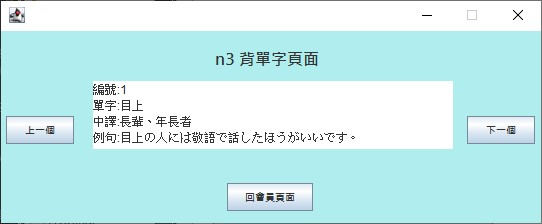 n3 背單字頁面
編號:1
單字:目上
中譯:長輩、年長者
例句:目上の人には敬語で話したほうがいいです。
上一個
下一個
回會員頁面